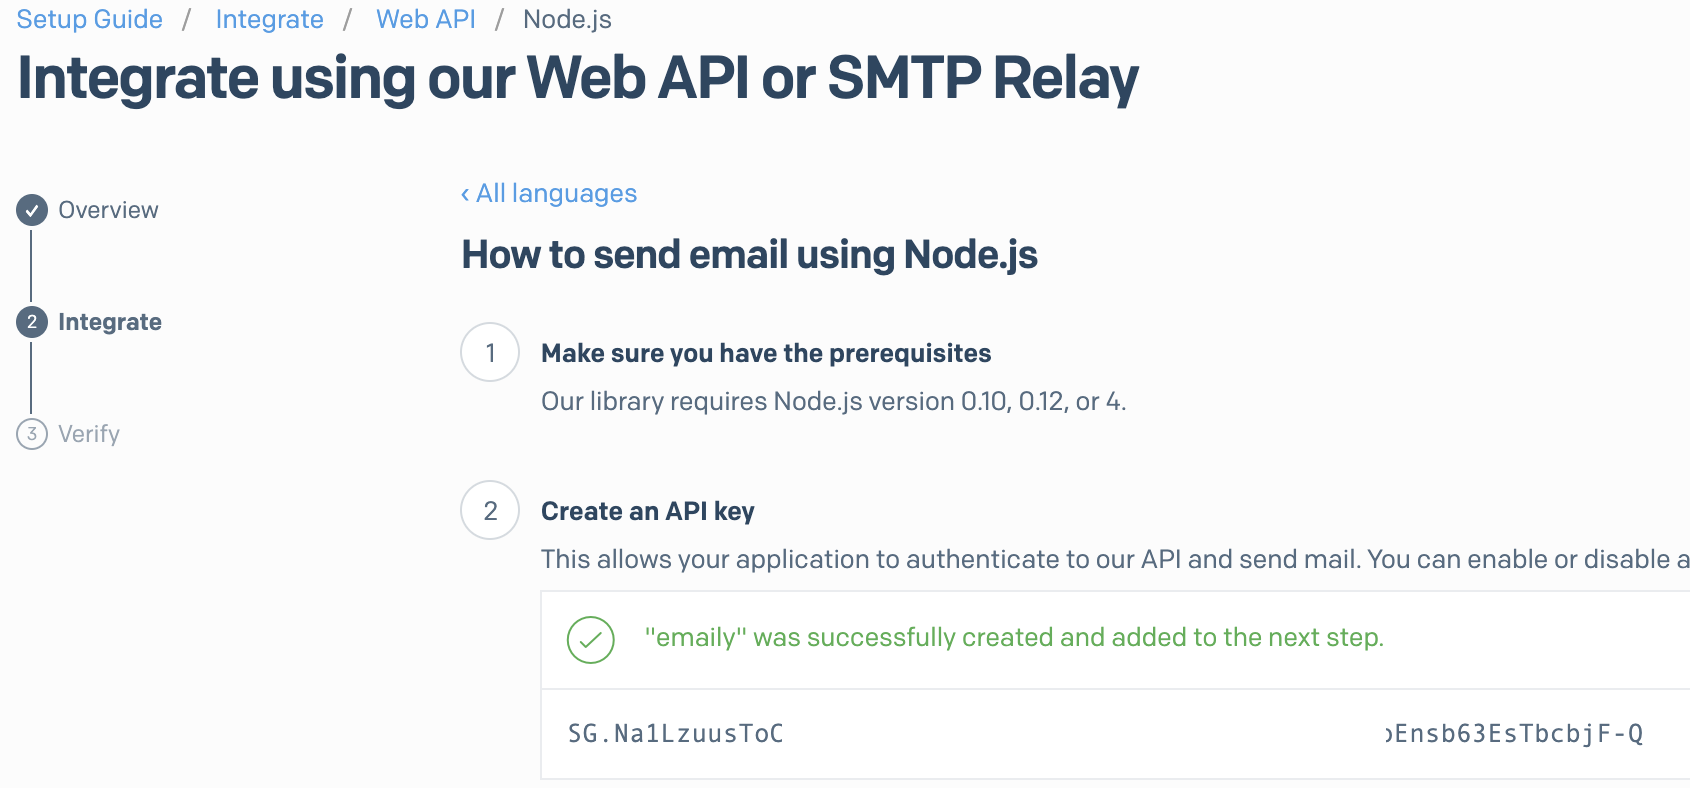 Setup Guide / Integrate / Web API / Node.js
Integrate using our Web API or SMTP Relay
Overview
2 Integrate
3 Verify
‹ All languages
How to send email using Node.js
1 Make sure you have the prerequisites
Our library requires Node.js version 0.10, 0.12, or 4.
2 Create an API key
This allows your application to authenticate to our API and send mail. You can enable or disable a
"emaily" was successfully created and added to the next step.
SG.Na1LzuusToC Ensb63EsTbcbjF-Q